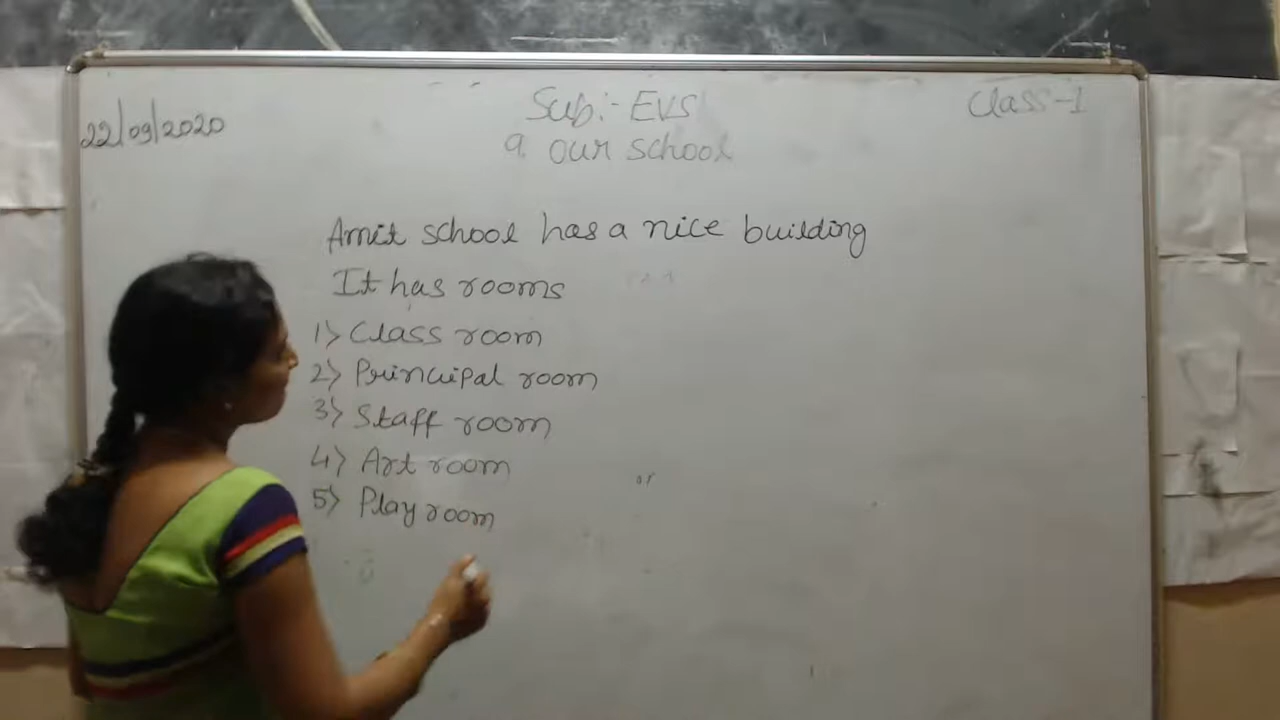 22/09/2020
Sub:- EVS
Class-1
9. our school
Amit school has a nice building
It has rooms
1> Class room
2> Principal room
3> Staff room
4> Art room
5> Play room